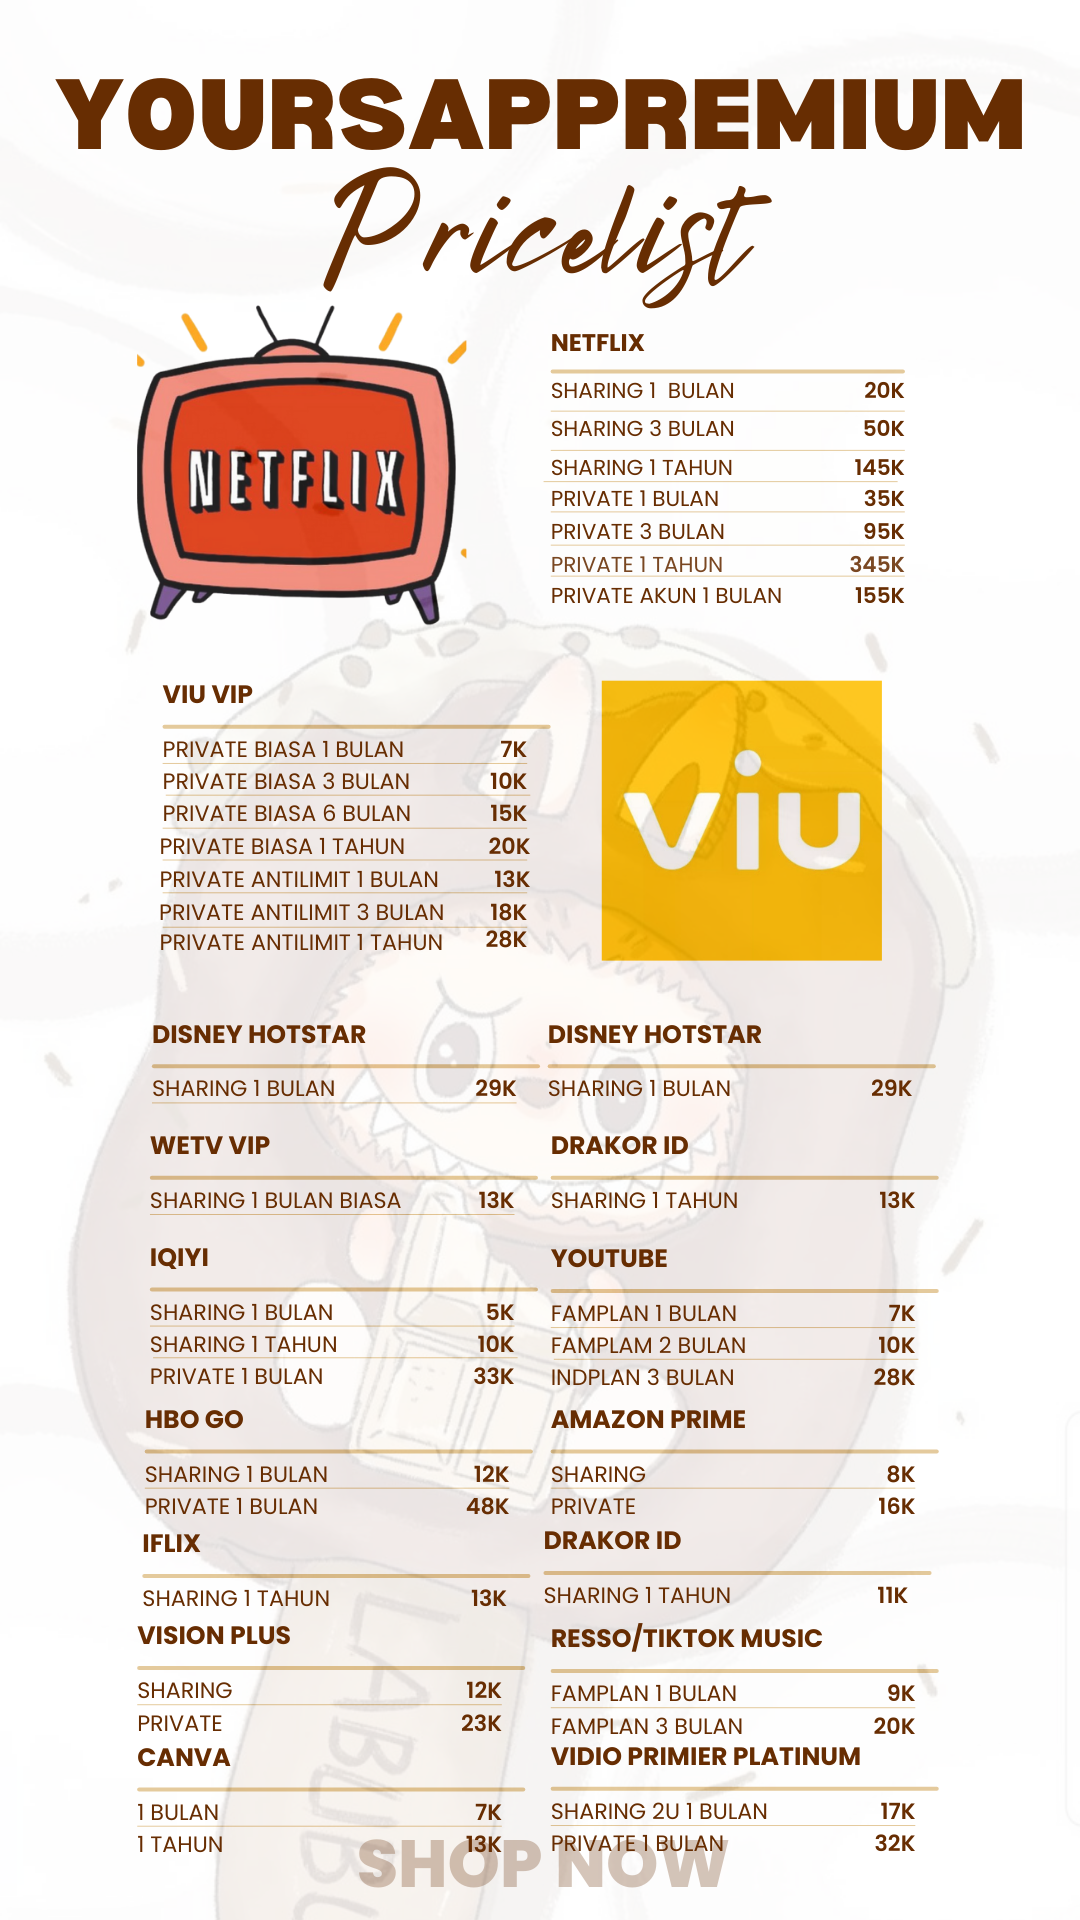 YOURSAPPREMIUM
Pricelist
NETFLIX
NETFLIX
SHARING 1 BULAN 20K
SHARING 3 BULAN 50K
SHARING 1 TAHUN 145K
PRIVATE 1 BULAN 35K
PRIVATE 3 BULAN 95K
PRIVATE 1 TAHUN 345K
PRIVATE AKUN 1 BULAN 155K
VIU VIP
PRIVATE BIASA 1 BULAN 7K
PRIVATE BIASA 3 BULAN 10K
PRIVATE BIASA 6 BULAN 15K
PRIVATE BIASA 1 TAHUN 20K
PRIVATE ANTILIMIT 1 BULAN 13K
PRIVATE ANTILIMIT 3 BULAN 18K
PRIVATE ANTILIMIT 1 TAHUN 28K
viu
DISNEY HOTSTAR
SHARING 1 BULAN 29K
DISNEY HOTSTAR
SHARING 1 BULAN 29K
WETV VIP
SHARING 1 BULAN BIASA 13K
DRAKOR ID
SHARING 1 TAHUN 13K
IQIYI
SHARING 1 BULAN 5K
SHARING 1 TAHUN 10K
PRIVATE 1 BULAN 33K
YOUTUBE
FAMPLAN 1 BULAN 7K
FAMPLAM 2 BULAN 10K
INDPLAN 3 BULAN 28K
HBO GO
SHARING 1 BULAN 12K
PRIVATE 1 BULAN 48K
AMAZON PRIME
SHARING 8K
PRIVATE 16K
IFLIX
SHARING 1 TAHUN 13K
DRAKOR ID
SHARING 1 TAHUN 11K
VISION PLUS
SHARING 12K
PRIVATE 23K
RESSO/TIKTOK MUSIC
FAMPLAN 1 BULAN 9K
FAMPLAN 3 BULAN 20K
CANVA
1 BULAN 7K
1 TAHUN 13K
VIDIO PRIMIER PLATINUM
SHARING 2U 1 BULAN 17K
PRIVATE 1 BULAN 32K
SHOP NOW
LABUBU